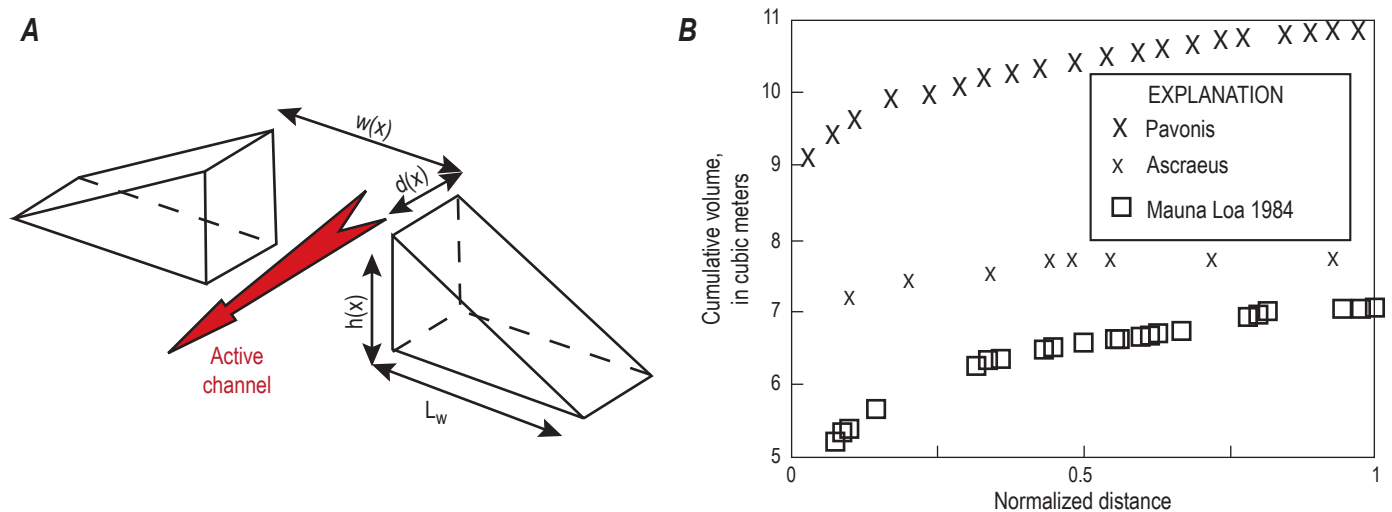 A
w(x)
d(x)
h(x)
L_w
Active
channel
B
Cumulative volume,
in cubic meters
11
10
9
8
7
6
5
0
0.5
1
Normalized distance
EXPLANATION
X Pavonis
x Ascraeus
Mauna Loa 1984